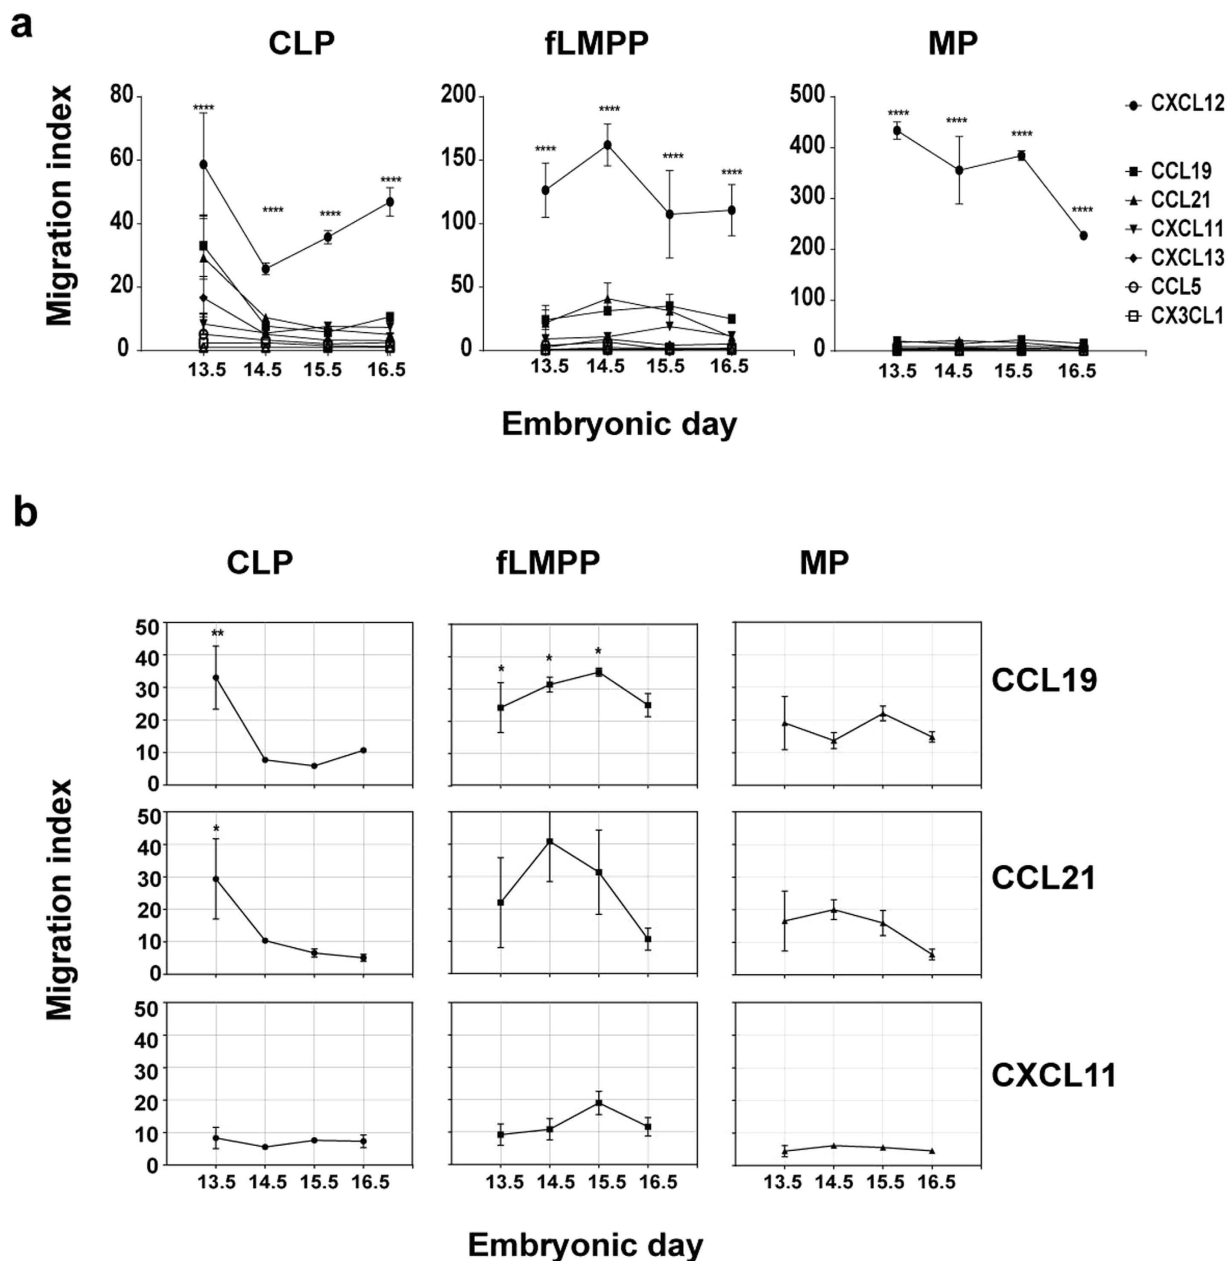 a
CLP fLMPP MP
Migration index
80
60
40
20
0
**** **** **** ****
13.5 14.5 15.5 16.5
200
150
100
50
0
**** **** **** ****
13.5 14.5 15.5 16.5
500
400
300
200
100
0
**** **** **** ****
13.5 14.5 15.5 16.5
CXCL12
CCL19
CCL21
CXCL11
CXCL13
CCL5
CX3CL1
Embryonic day
b
CLP fLMPP MP
Migration index
50
40
30
20
10
0
**
* * *
CCL19
50
40
30
20
10
0
*
CCL21
Migration index
50
40
30
20
10
0
CXCL11
13.5 14.5 15.5 16.5 13.5 14.5 15.5 16.5 13.5 14.5 15.5 16.5
Embryonic day